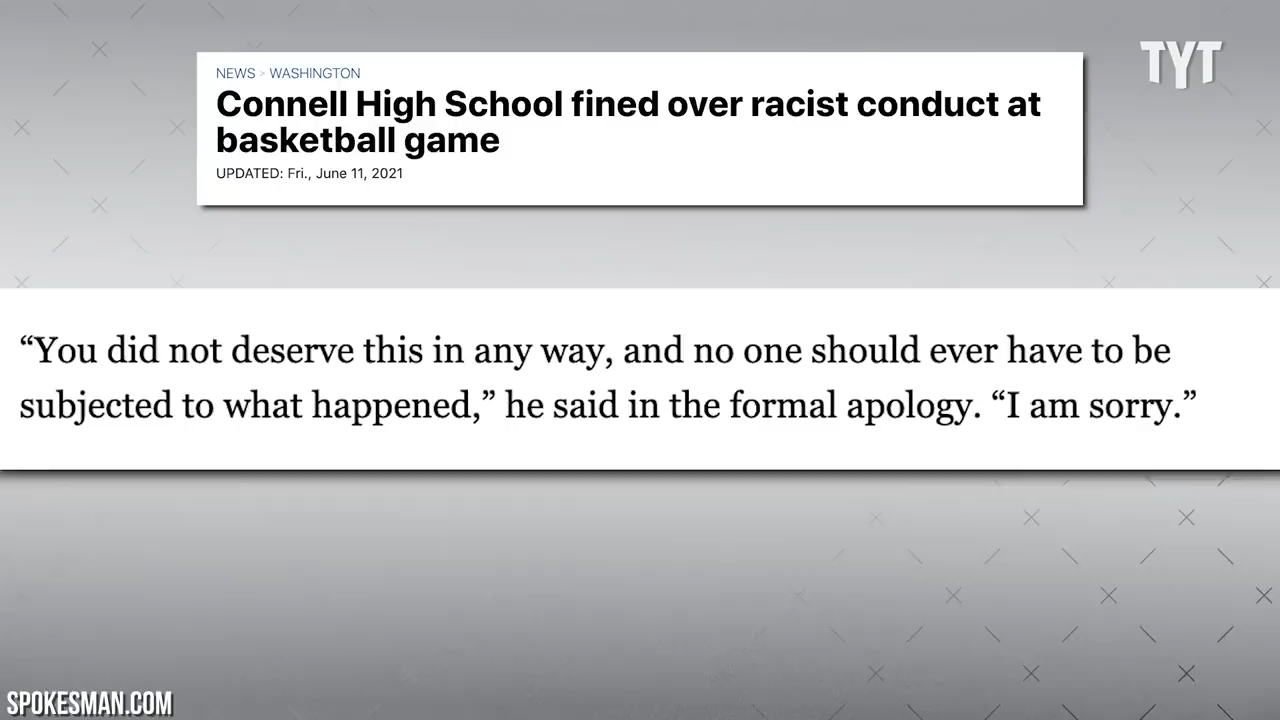 TYT
NEWS > WASHINGTON
Connell High School fined over racist conduct at
basketball game
UPDATED: Fri., June 11, 2021
“You did not deserve this in any way, and no one should ever have to be
subjected to what happened,” he said in the formal apology. “I am sorry.”
SPOKESMAN.COM